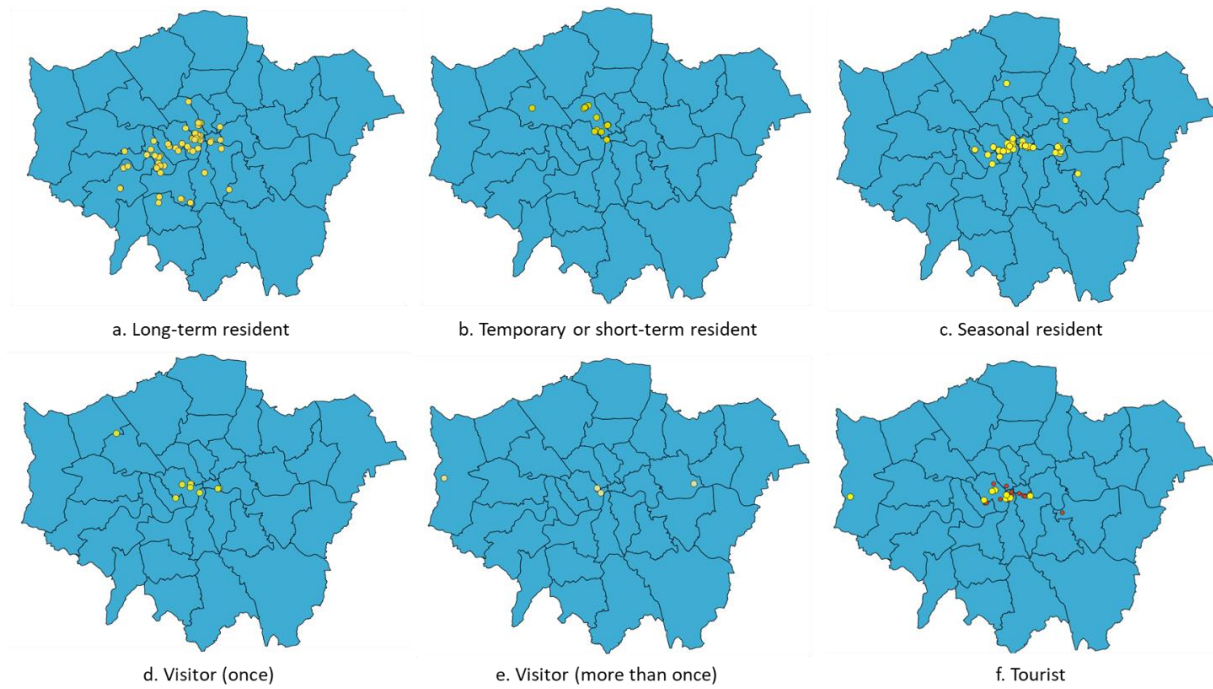 a. Long-term resident
b. Temporary or short-term resident
c. Seasonal resident
d. Visitor (once)
e. Visitor (more than once)
f. Tourist